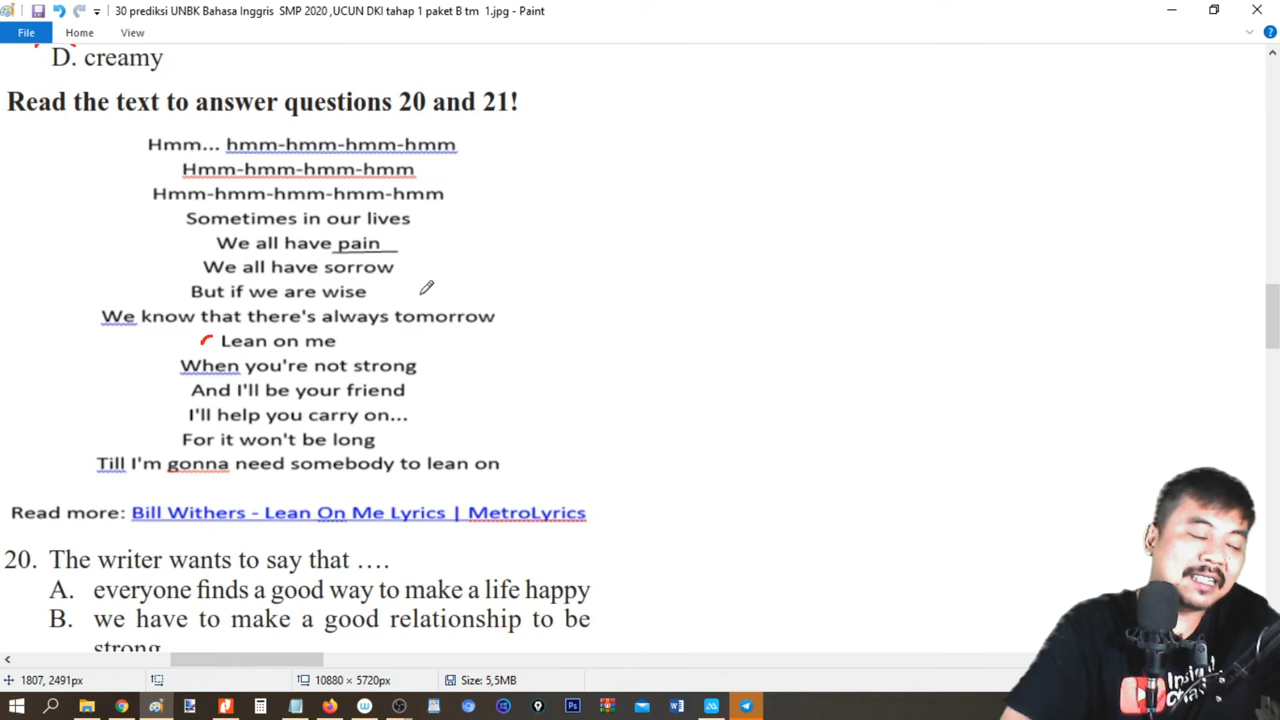 30 prediksi UNBK Bahasa Inggris SMP 2020 ,UCUN DKI tahap 1 paket B tm 1.jpg - Paint
File Home View
D. creamy
Read the text to answer questions 20 and 21!
Hmm... hmm-hmm-hmm-hmm
Hmm-hmm-hmm-hmm
Hmm-hmm-hmm-hmm-hmm
Sometimes in our lives
We all have pain
We all have sorrow
But if we are wise
We know that there's always tomorrow
Lean on me
When you're not strong
And I'll be your friend
I'll help you carry on...
For it won't be long
Till I'm gonna need somebody to lean on
Read more: Bill Withers - Lean On Me Lyrics | MetroLyrics
20. The writer wants to say that ....
A. everyone finds a good way to make a life happy
B. we have to make a good relationship to be
strong
1807, 2491px 10880 × 5720px Size: 5,5MB